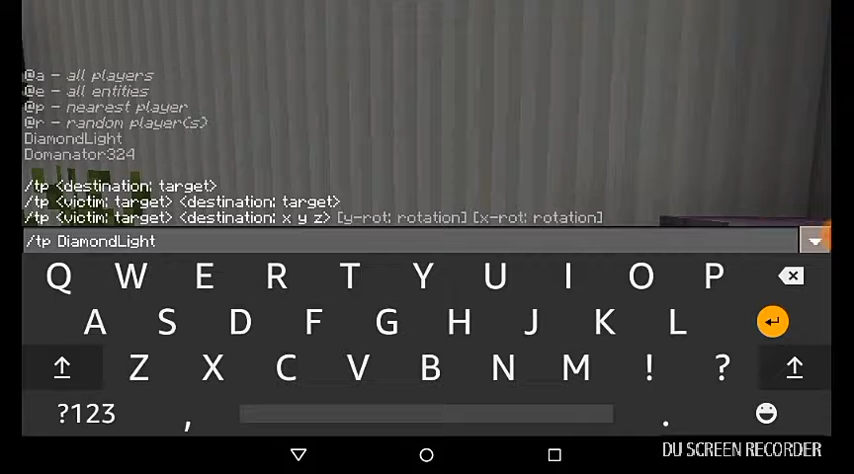 @a – all players
@e – all entities
@p – nearest player
@r – random player(s)
DiamondLight
Domanator324
/tp <destination: target>
/tp <victim: target> <destination: target>
/tp <victim: target> <destination: x y z> [y-rot: rotation] [x-rot: rotation]
/tp DiamondLight
Q W E R T Y U I O P
A S D F G H J K L
Z X C V B N M ! ?
?123 , .
DU SCREEN RECORDER